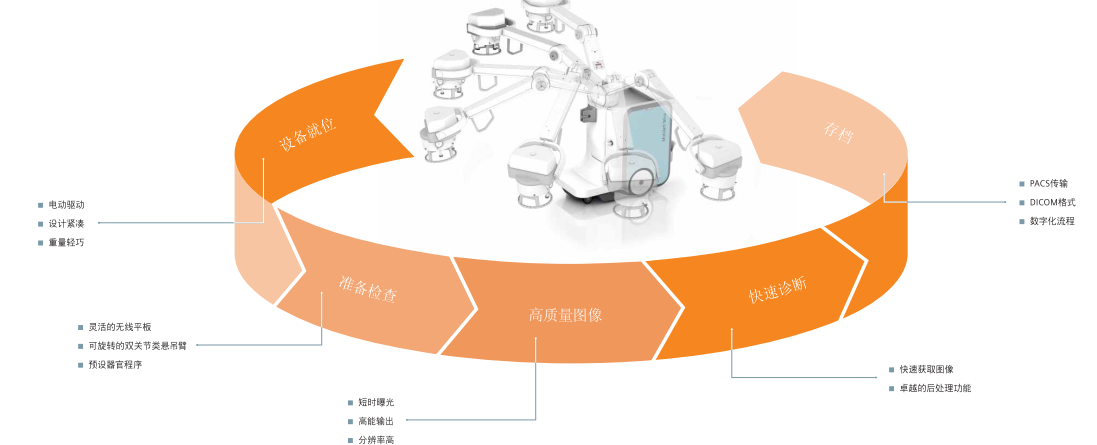 设备就位
存档
电动驱动
设计紧凑
重量轻巧
PACS传输
DICOM格式
数字化流程
准备检查
高质量图像
快速诊断
灵活的无线平板
可旋转的双关节类悬吊臂
预设器官程序
快速获取图像
卓越的后处理功能
短时曝光
高能输出
分辨率高